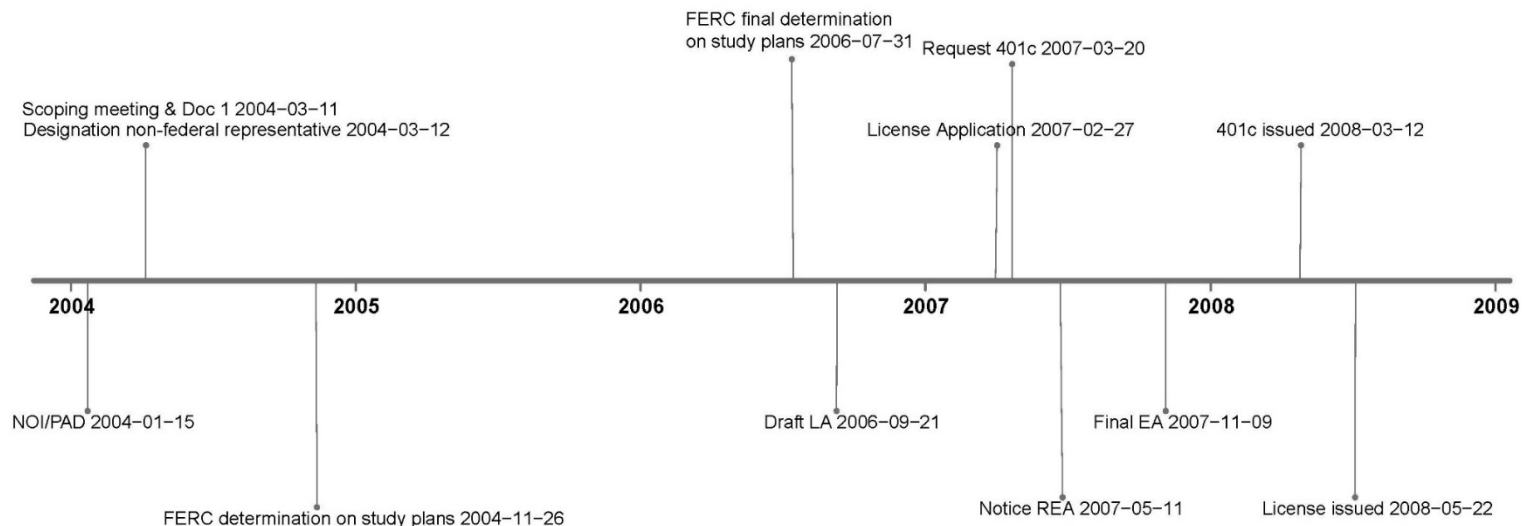 FERC final determination
on study plans 2006−07−31
Request 401c 2007−03−20
Scoping meeting & Doc 1 2004−03−11
Designation non-federal representative 2004−03−12
License Application 2007−02−27
401c issued 2008−03−12
2004
2005
2006
2007
2008
2009
NOI/PAD 2004−01−15
Draft LA 2006−09−21
Final EA 2007−11−09
FERC determination on study plans 2004−11−26
Notice REA 2007−05−11
License issued 2008−05−22